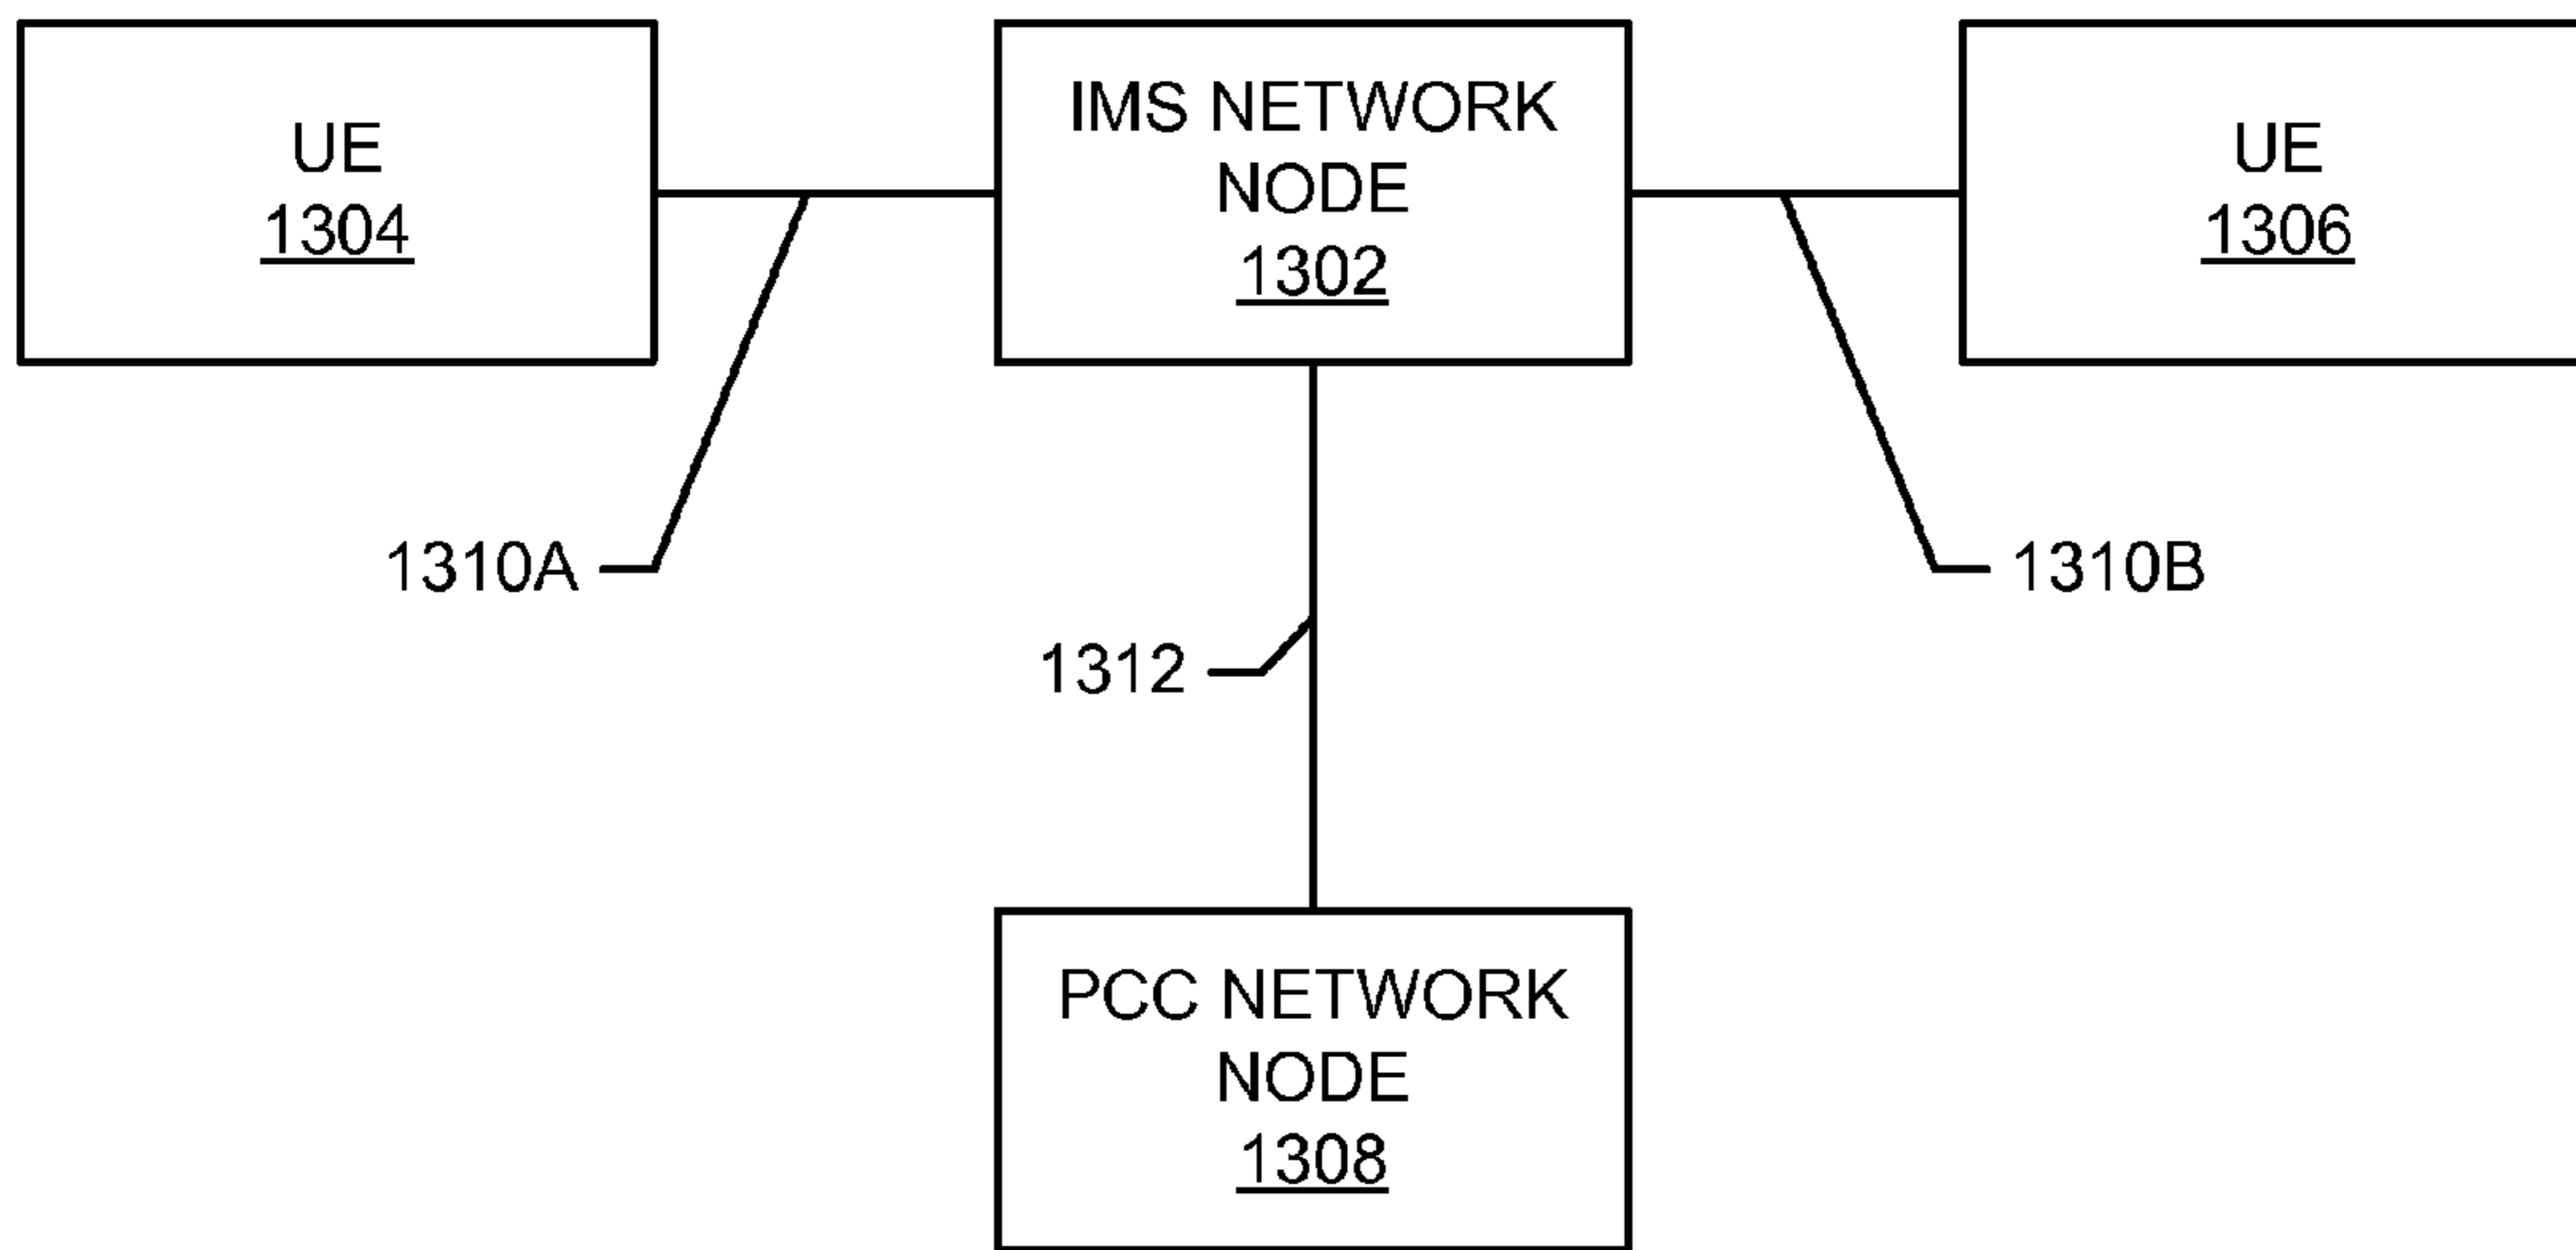 UE
1304
IMS NETWORK
NODE
1302
UE
1306
1310A
1310B
1312
PCC NETWORK
NODE
1308